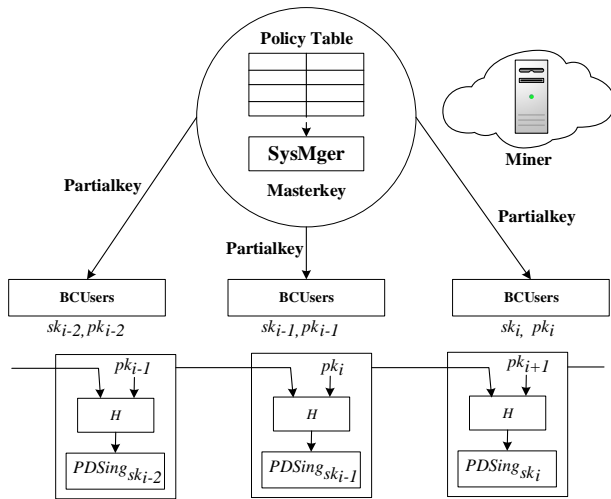 Policy Table
SysMger
Masterkey
Miner
Partialkey
Partialkey
Partialkey
BCUsers
BCUsers
BCUsers
sk_{i-2}, pk_{i-2}
sk_{i-1}, pk_{i-1}
sk_i, pk_i
pk_{i-1}
pk_i
pk_{i+1}
H
H
H
PDSing_{sk_{i-2}}
PDSing_{sk_{i-1}}
PDSing_{sk_i}